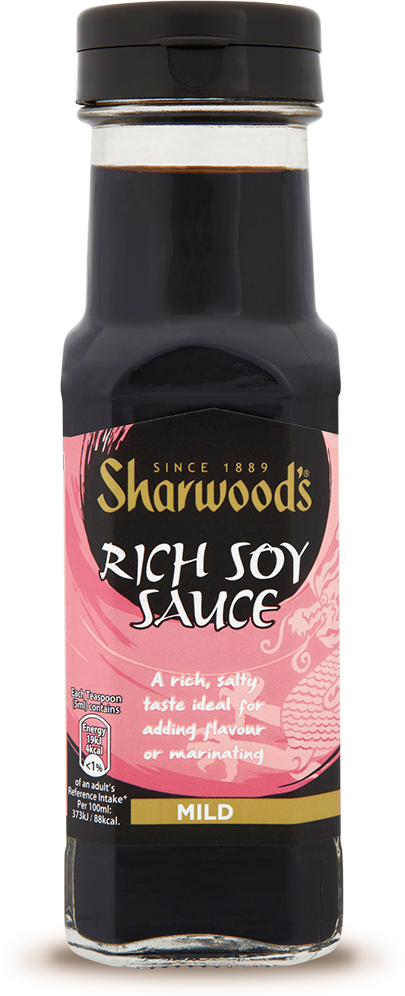 SINCE 1889
Sharwood's®
RICH SOY
SAUCE
A rich, salty
taste ideal for
adding flavour
or marinating
Each Teaspoon
(5ml) contains
Energy
19kJ
4kcal
<1%
of an adult's
Reference Intake*
Per 100ml:
373kJ / 88kcal.
MILD